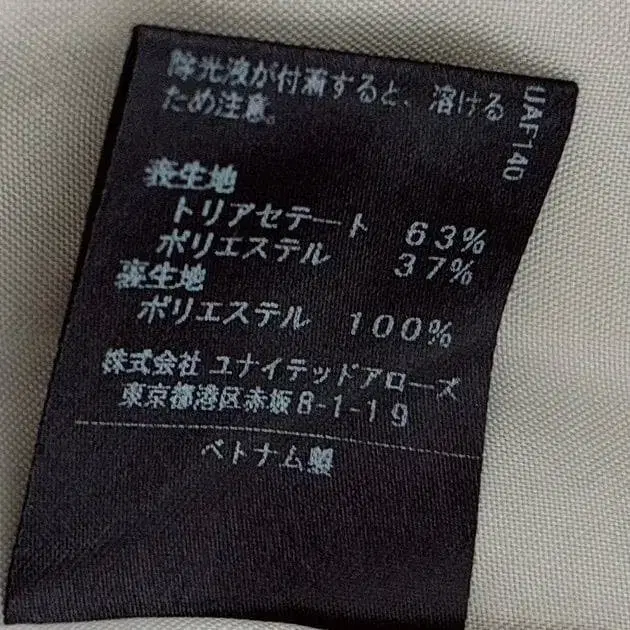 除光液が付着すると、溶ける
ため注意。
UAF140
表生地
トリアセテート 63%
ポリエステル 37%
裏生地
ポリエステル 100%
株式会社 ユナイテッドアローズ
東京都港区赤坂8-1-19
ベトナム製